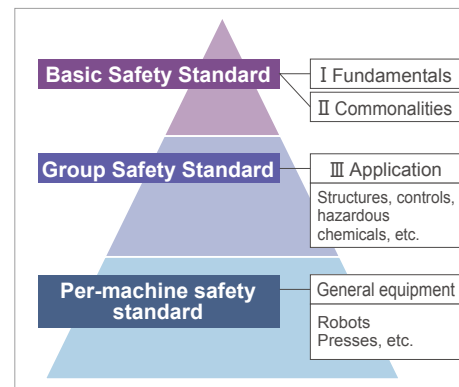 Basic Safety Standard
Ⅰ Fundamentals
Ⅱ Commonalities
Group Safety Standard
Ⅲ Application
Structures, controls,
hazardous
chemicals, etc.
Per-machine safety
standard
General equipment
Robots
Presses, etc.